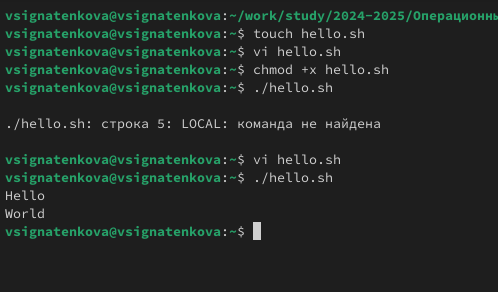 vsignatenkova@vsignatenkova:~/work/study/2024-2025/Операционны
vsignatenkova@vsignatenkova:~$ touch hello.sh
vsignatenkova@vsignatenkova:~$ vi hello.sh
vsignatenkova@vsignatenkova:~$ chmod +x hello.sh
vsignatenkova@vsignatenkova:~$ ./hello.sh
./hello.sh: строка 5: LOCAL: команда не найдена
vsignatenkova@vsignatenkova:~$ vi hello.sh
vsignatenkova@vsignatenkova:~$ ./hello.sh
Hello
World
vsignatenkova@vsignatenkova:~$